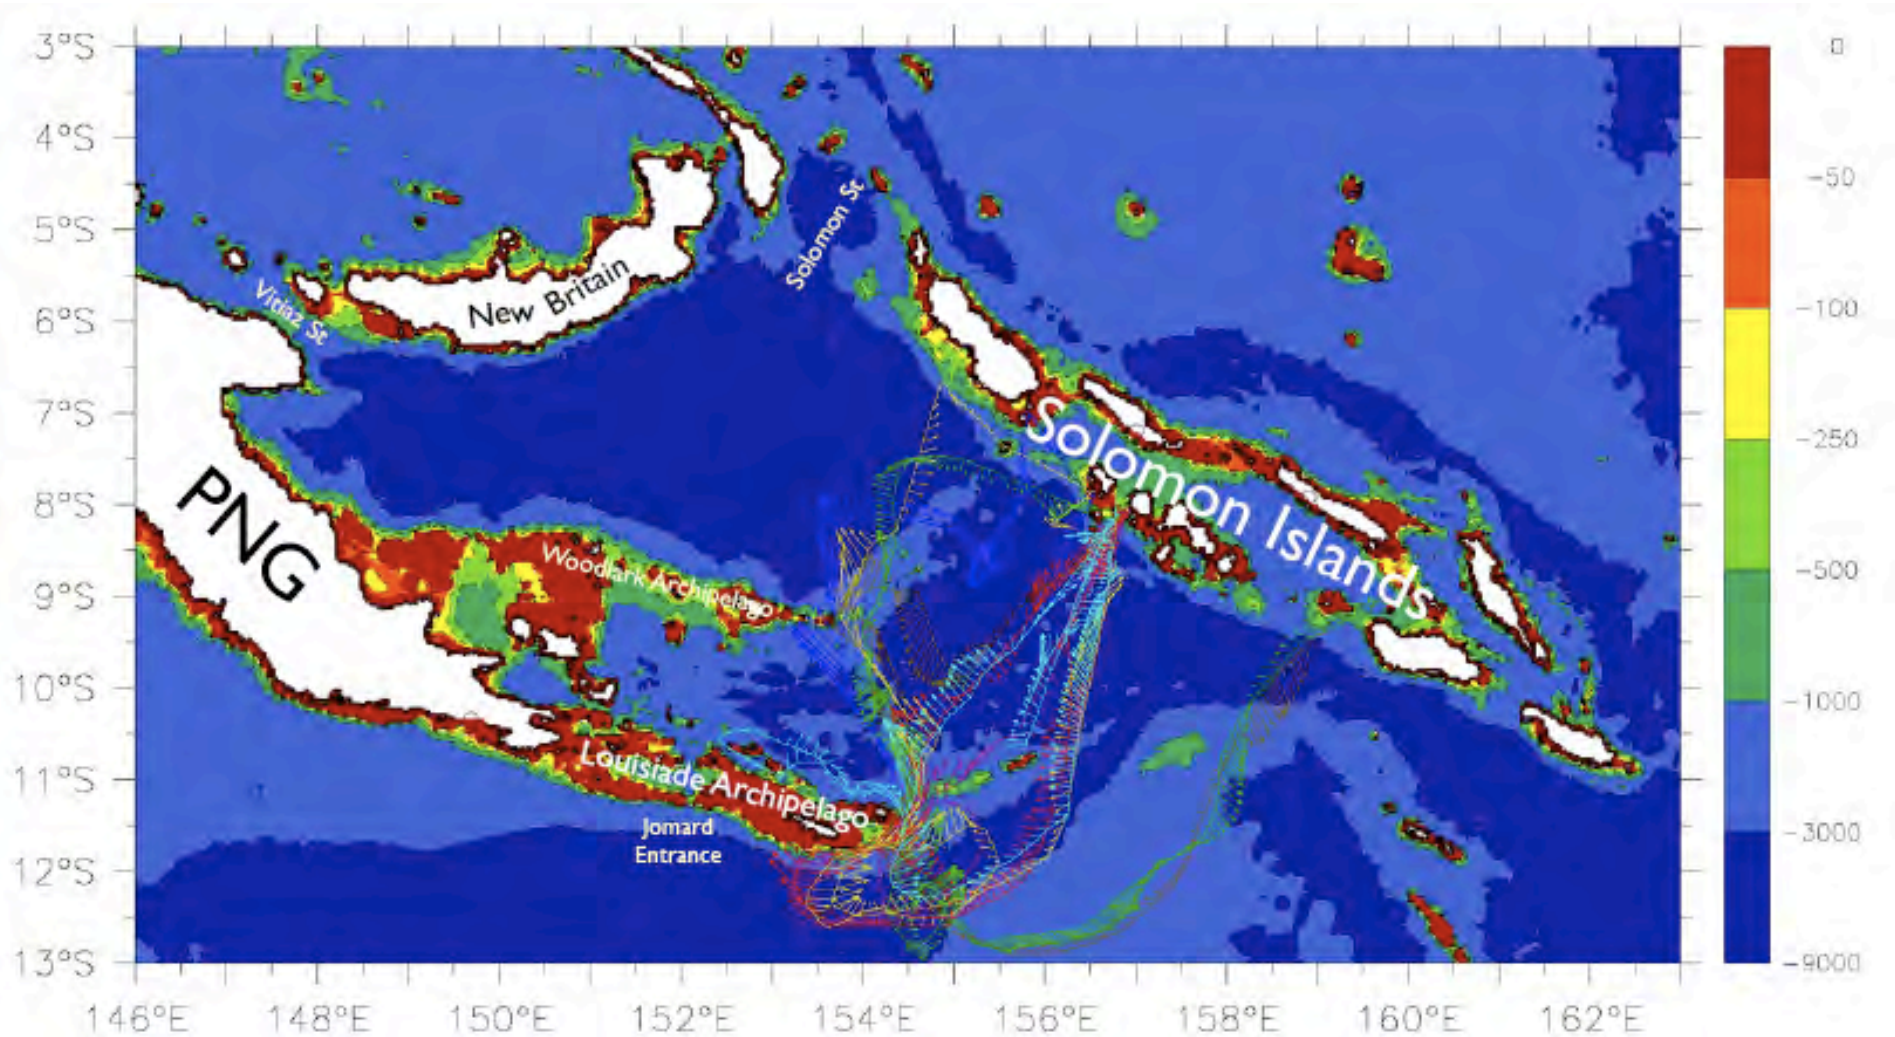 3°S
4°S
5°S
6°S
7°S
8°S
9°S
10°S
11°S
12°S
13°S
146°E
148°E
150°E
152°E
154°E
156°E
158°E
160°E
162°E
Solomon St
New Britain
Vitiaz St
Solomon Islands
PNG
Woodlark Archipelago
Louisiade Archipelago
Jomard
Entrance
0
-50
-100
-250
-500
-1000
-3000
-9000